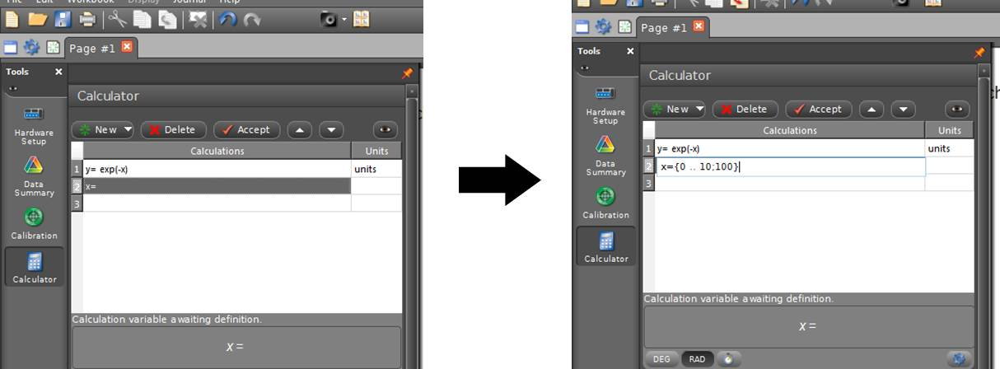 File Edit Workbook Display Journal Help
Page #1
Tools
Hardware
Setup
Data
Summary
Calibration
Calculator
Calculator
New Delete Accept
Calculations Units
1 y= exp(-x) units
2 x=
3
Calculation variable awaiting definition.
x =
Page #1
Tools
Hardware
Setup
Data
Summary
Calibration
Calculator
Calculator
New Delete Accept
Calculations Units
1 y= exp(-x) units
2 x={0 .. 10;100}
3
Calculation variable awaiting definition.
x =
DEG RAD